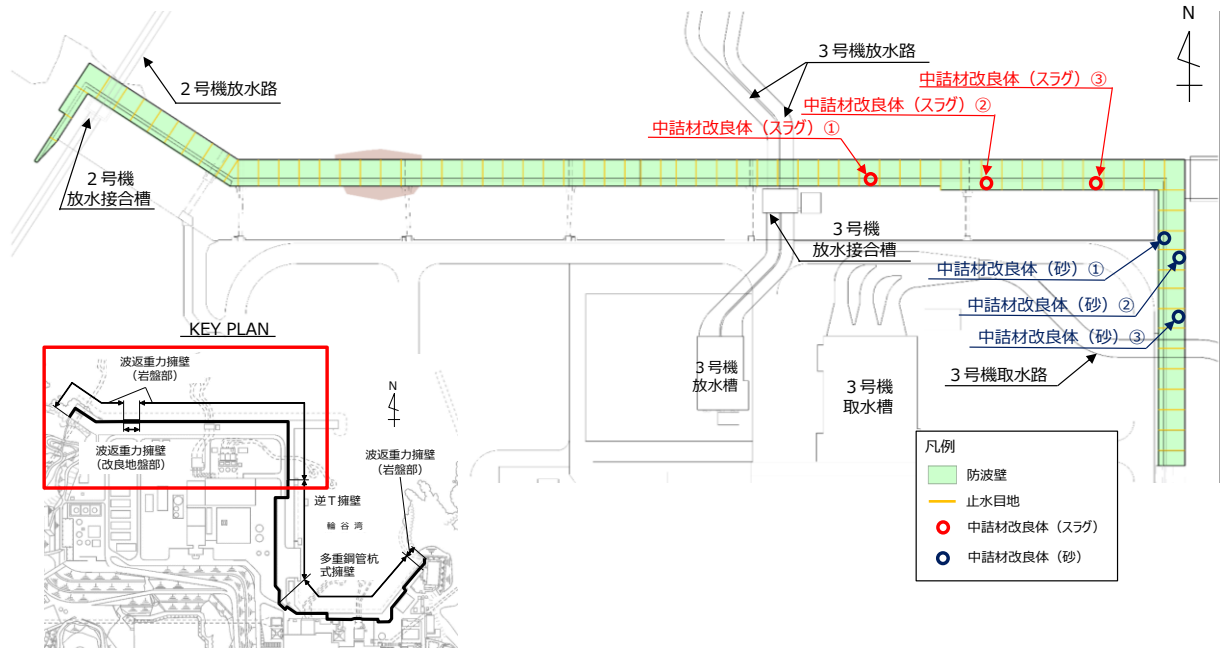 N
２号機放水路
３号機放水路
中詰材改良体（スラグ）③
中詰材改良体（スラグ）②
中詰材改良体（スラグ）①
２号機
放水接合槽
３号機
放水接合槽
中詰材改良体（砂）①
中詰材改良体（砂）②
中詰材改良体（砂）③
３号機取水路
３号機
放水槽
３号機
取水槽
KEY PLAN
波返重力擁壁
（岩盤部）
波返重力擁壁
（改良地盤部）
N
波返重力擁壁
（岩盤部）
逆Ｔ擁壁
輪谷湾
多重鋼管杭
式擁壁
凡例
防波壁
止水目地
中詰材改良体（スラグ）
中詰材改良体（砂）